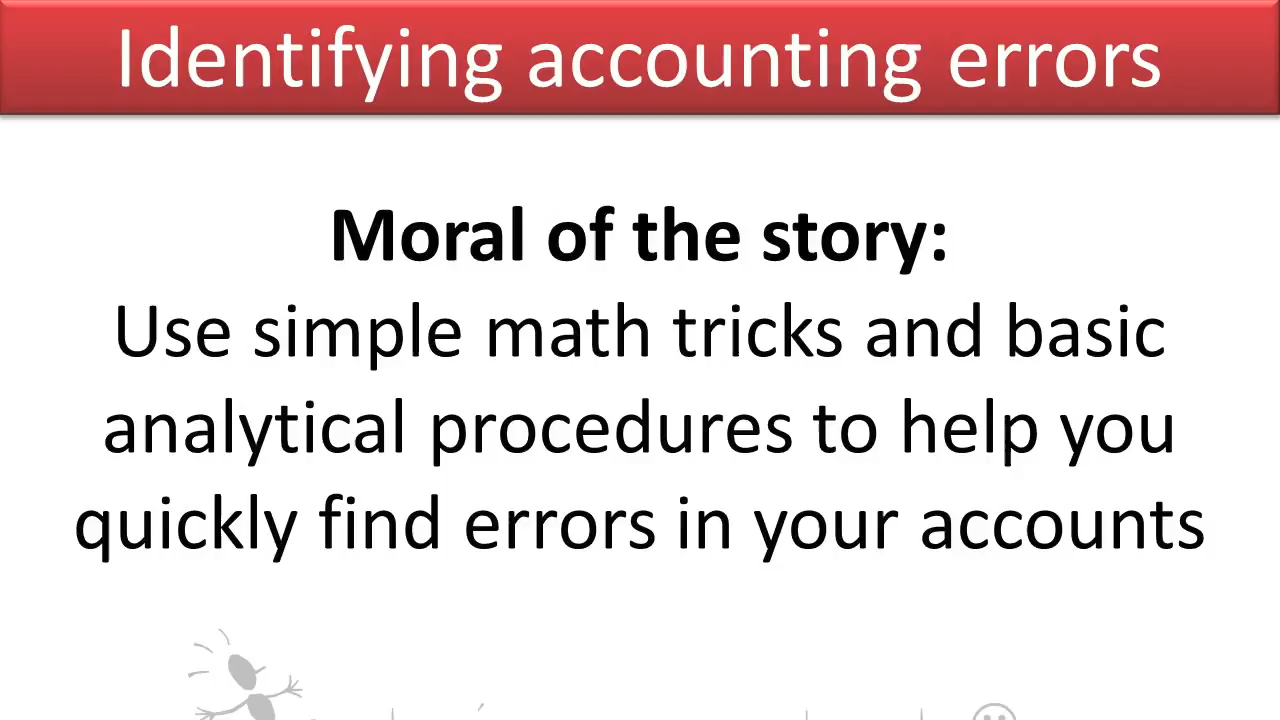 Identifying accounting errors
Moral of the story:
Use simple math tricks and basic
analytical procedures to help you
quickly find errors in your accounts